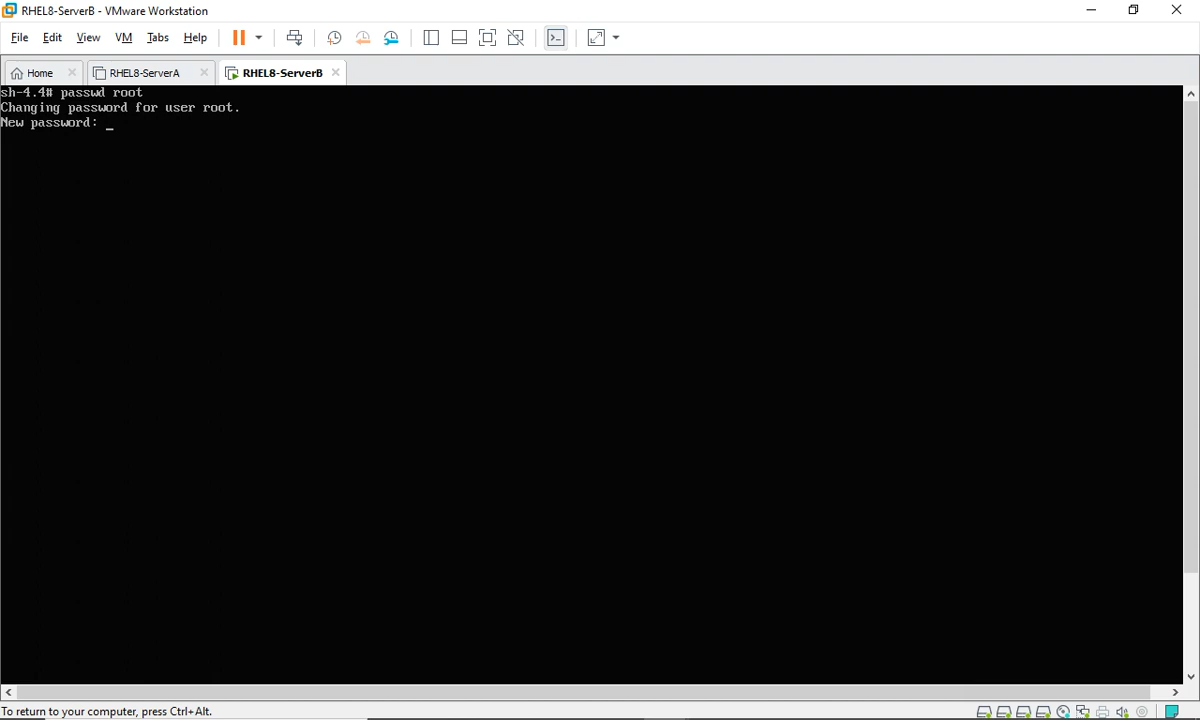 RHEL8-ServerB - VMware Workstation
File Edit View VM Tabs Help
Home RHEL8-ServerA RHEL8-ServerB
sh-4.4# passwd root
Changing password for user root.
New password: _
To return to your computer, press Ctrl+Alt.